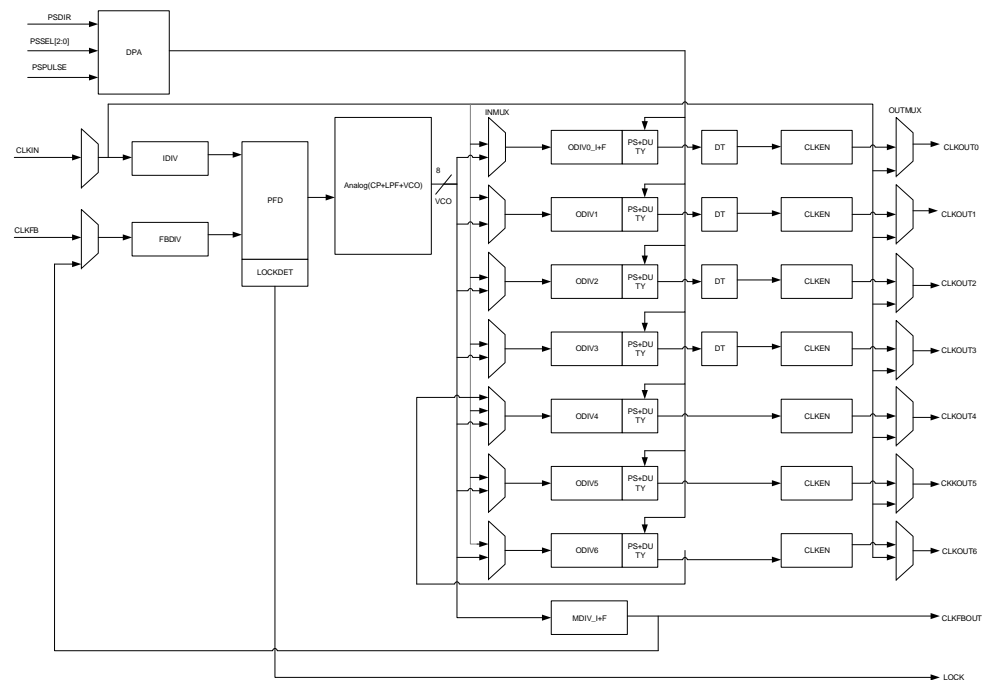 PSDIR
PSSEL[2:0]
PSPULSE
DPA
INMUX
OUTMUX
CLKIN
IDIV
PFD
Analog(CP+LPF+VCO)
8
VCO
ODIV0_I+F
PS+DU
TY
DT
CLKEN
CLKOUT0
CLKFB
FBDIV
LOCKDET
ODIV1
PS+DU
TY
DT
CLKEN
CLKOUT1
ODIV2
PS+DU
TY
DT
CLKEN
CLKOUT2
ODIV3
PS+DU
TY
DT
CLKEN
CLKOUT3
ODIV4
PS+DU
TY
CLKEN
CLKOUT4
ODIV5
PS+DU
TY
CLKEN
CKKOUT5
ODIV6
PS+DU
TY
CLKEN
CLKOUT6
MDIV_I+F
CLKFBOUT
LOCK